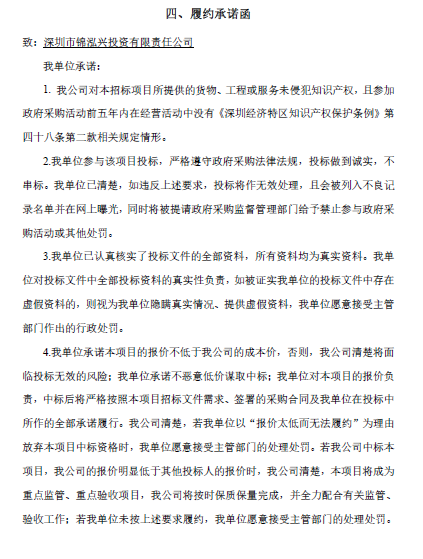 四、履约承诺函
致：深圳市锦泓兴投资有限责任公司
我单位承诺：
1. 我公司对本招标项目所提供的货物、工程或服务未侵犯知识产权，且参加
政府采购活动前五年内在经营活动中没有《深圳经济特区知识产权保护条例》第
四十八条第二款相关规定情形。
2.我单位参与该项目投标，严格遵守政府采购法律法规，投标做到诚实，不
串标。我单位已清楚，如违反上述要求，投标将作无效处理，且会被列入不良记
录名单并在网上曝光，同时将被提请政府采购监督管理部门给予禁止参与政府采
购活动或其他处罚。
3.我单位已认真核实了投标文件的全部资料，所有资料均为真实资料。我单
位对投标文件中全部投标资料的真实性负责，如被证实我单位的投标文件中存在
虚假资料的，则视为我单位隐瞒真实情况、提供虚假资料，我单位愿意接受主管
部门作出的行政处罚。
4.我单位承诺本项目的报价不低于我公司的成本价，否则，我公司清楚将面
临投标无效的风险；我单位承诺不恶意低价谋取中标；我单位对本项目的报价负
责，中标后将严格按照本项目招标文件需求、签署的采购合同及我单位在投标中
所作的全部承诺履行。我公司清楚，若我单位以“报价太低而无法履约”为理由
放弃本项目中标资格时，我单位愿意接受主管部门的处理处罚。若我公司中标本
项目，我公司的报价明显低于其他投标人的报价时，我公司清楚，本项目将成为
重点监管、重点验收项目，我公司将按时保质保量完成，并全力配合有关监管、
验收工作；若我单位未按上述要求履约，我单位愿意接受主管部门的处理处罚。